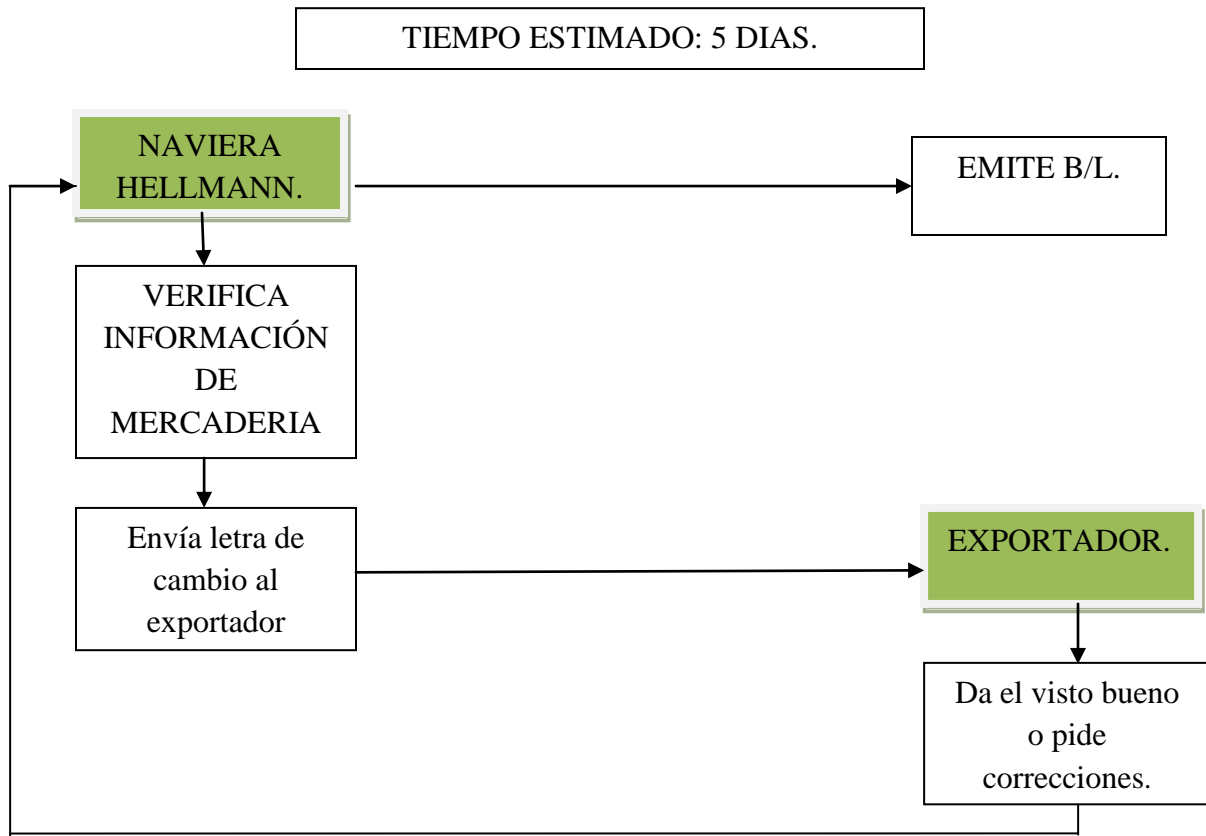 TIEMPO ESTIMADO: 5 DIAS.
NAVIERA
HELLMANN.
EMITE B/L.
VERIFICA
INFORMACIÓN
DE
MERCADERIA
Envía letra de
cambio al
exportador
EXPORTADOR.
Da el visto bueno
o pide
correcciones.